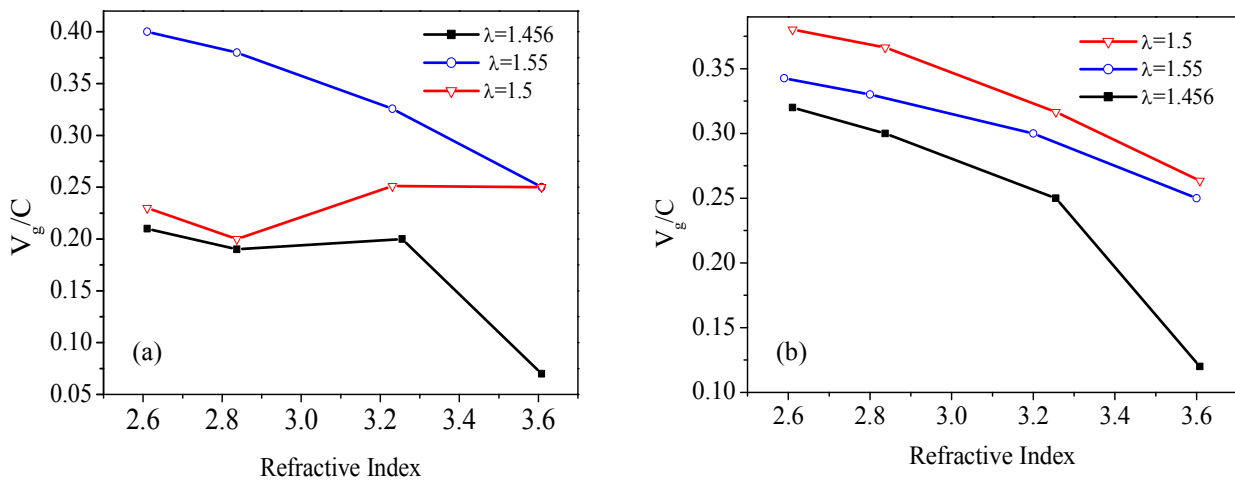 0.40
0.35
0.30
0.25
0.20
0.15
0.10
0.05
V_g/C
λ=1.456
λ=1.55
λ=1.5
(a)
2.6 2.8 3.0 3.2 3.4 3.6
Refractive Index
0.35
0.30
0.25
0.20
0.15
0.10
V_g/C
λ=1.5
λ=1.55
λ=1.456
(b)
2.6 2.8 3.0 3.2 3.4 3.6
Refractive Index